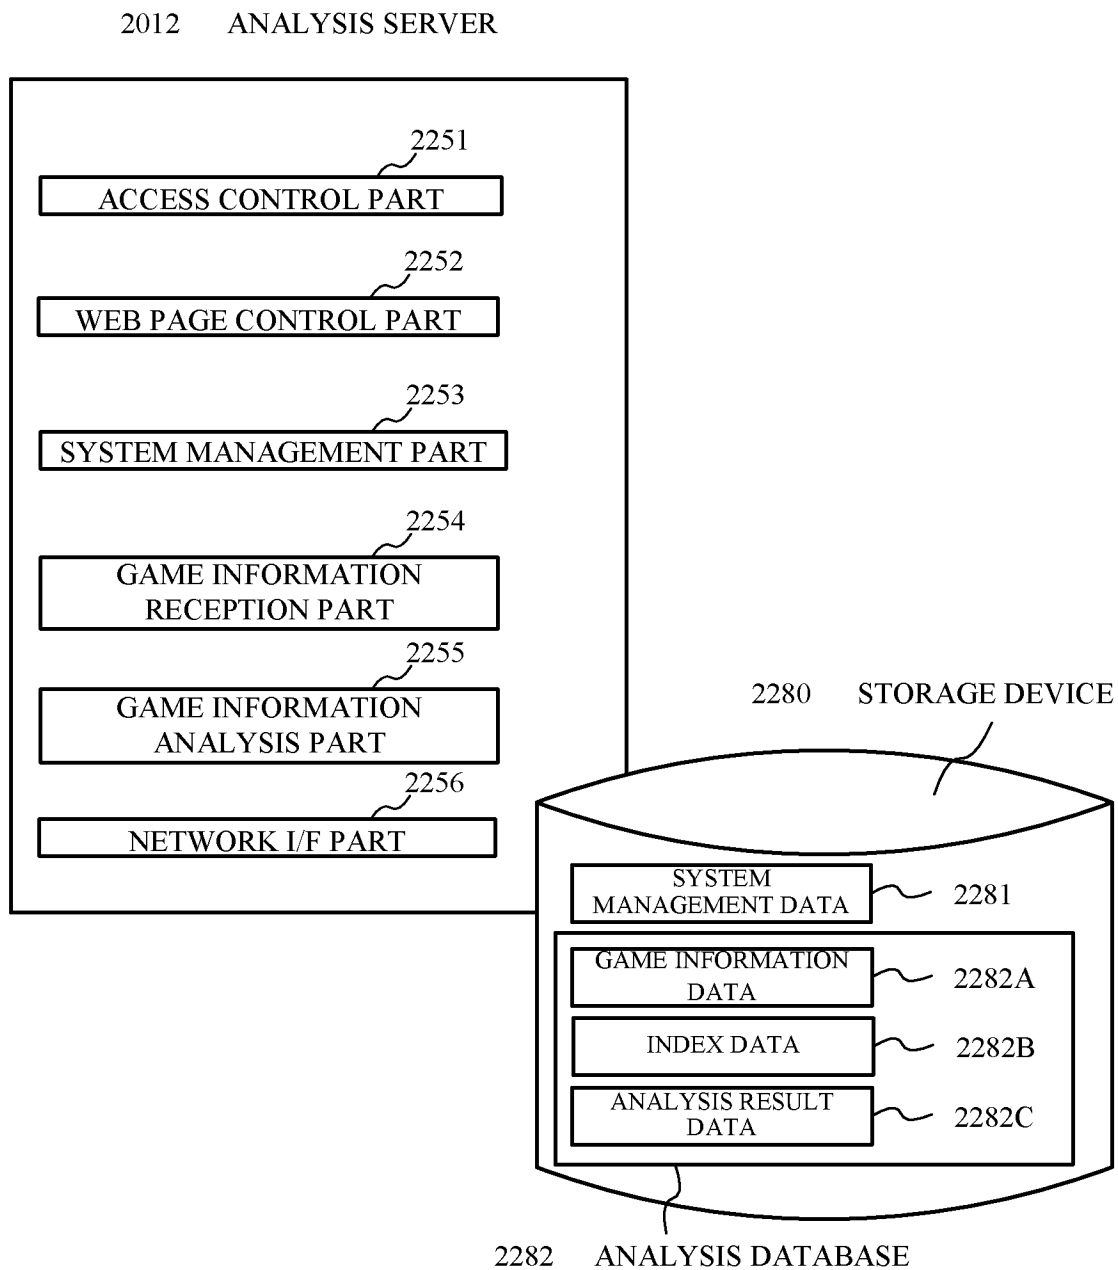 2012 ANALYSIS SERVER
2251
ACCESS CONTROL PART
2252
WEB PAGE CONTROL PART
2253
SYSTEM MANAGEMENT PART
2254
GAME INFORMATION
RECEPTION PART
2255
GAME INFORMATION
ANALYSIS PART
2256
NETWORK I/F PART
2280 STORAGE DEVICE
SYSTEM
MANAGEMENT DATA
2281
GAME INFORMATION
DATA
2282A
INDEX DATA
2282B
ANALYSIS RESULT
DATA
2282C
2282 ANALYSIS DATABASE